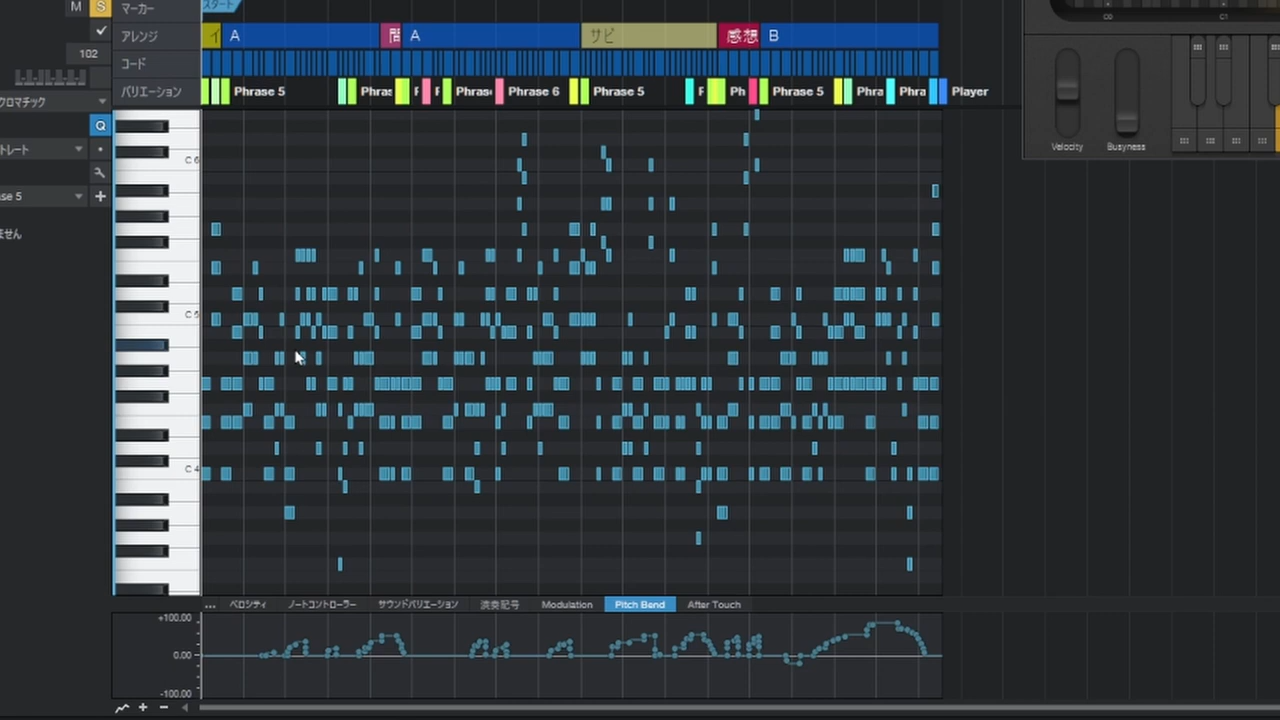 M S
スタート
マーカー
アレンジ
イ A 間 A サビ 感想 B
102
コード
バリエーション
Phrase 5 Phras F Phras Phrase 6 Phrase 5 F Ph Phrase 5 Phra Phra Player
クロマチック
Q
トレート
se 5
ません
C 6
C 5
C 4
C0 C1
Velocity Busyness
... ベロシティ ノートコントローラー サウンドバリエーション 演奏記号 Modulation Pitch Bend After Touch
+100.00
0.00
-100.00